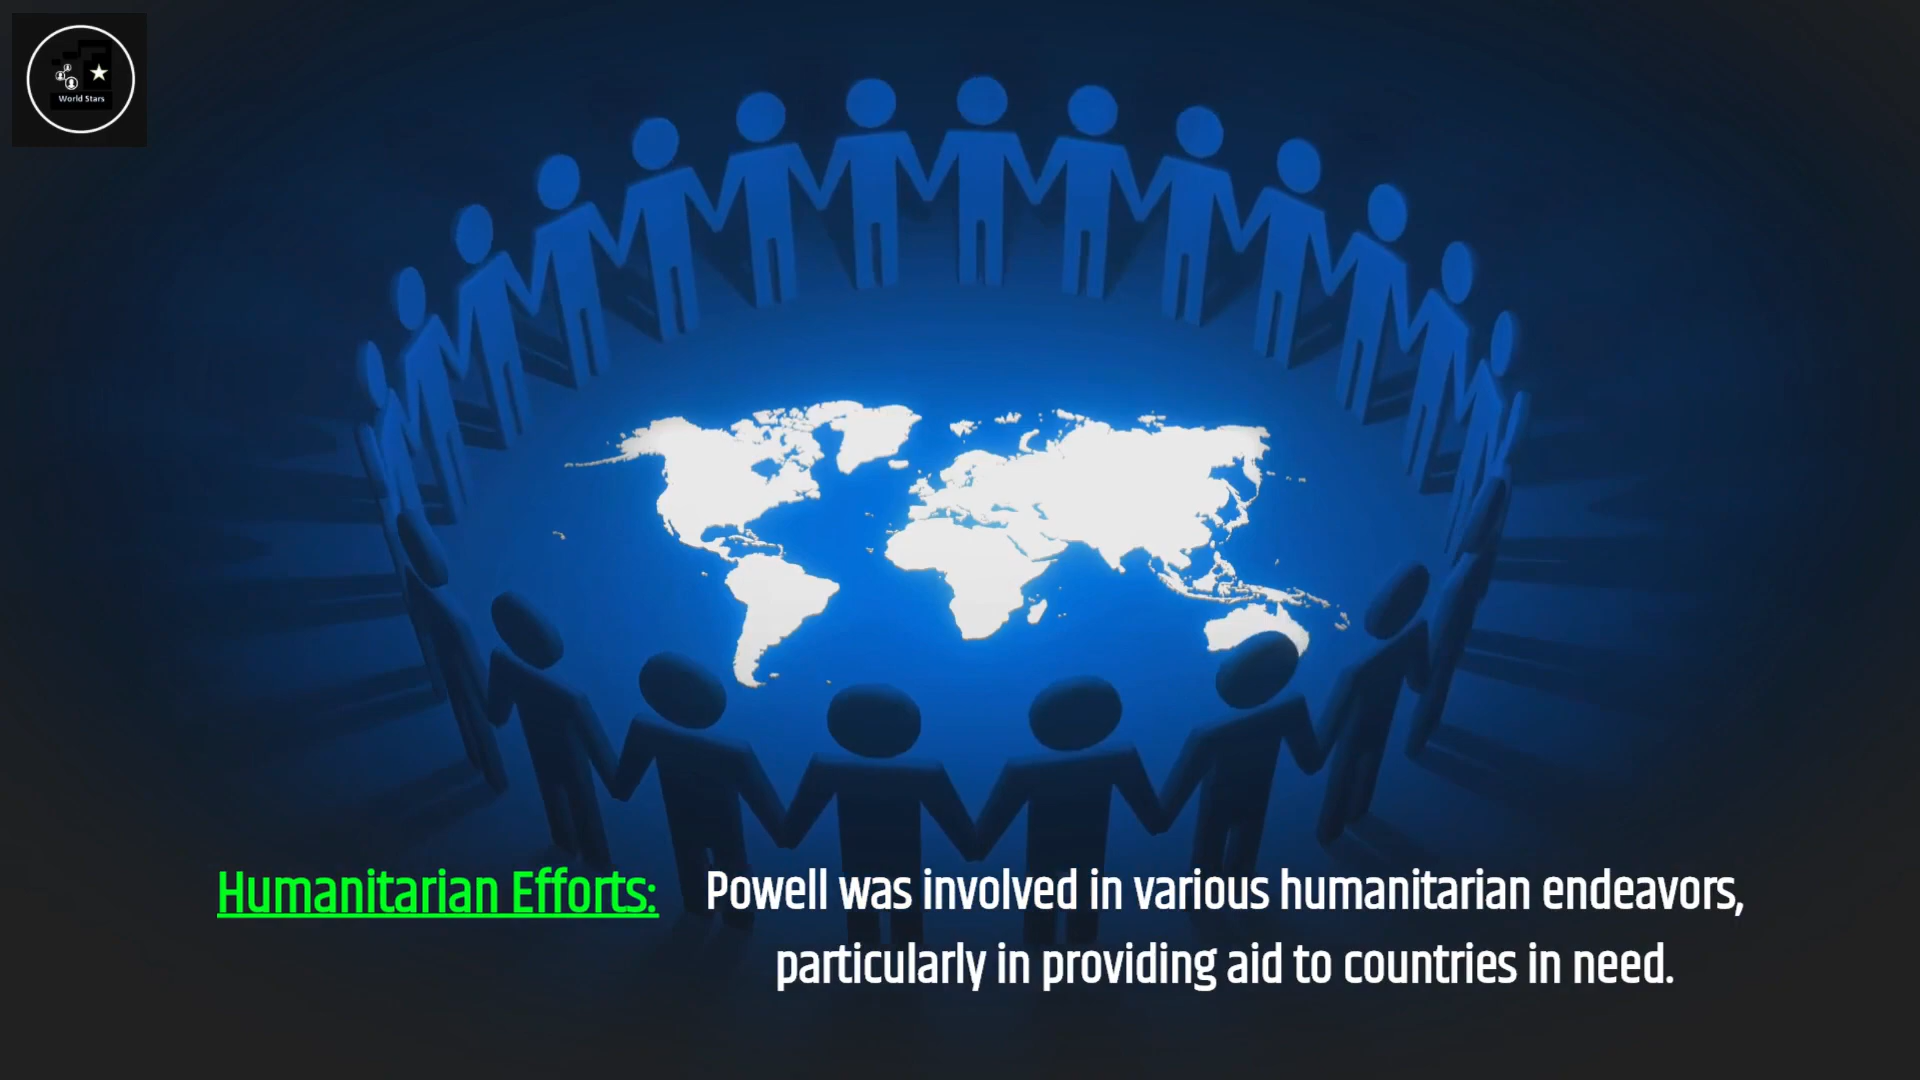 World Stars
Humanitarian Efforts: Powell was involved in various humanitarian endeavors,
particularly in providing aid to countries in need.